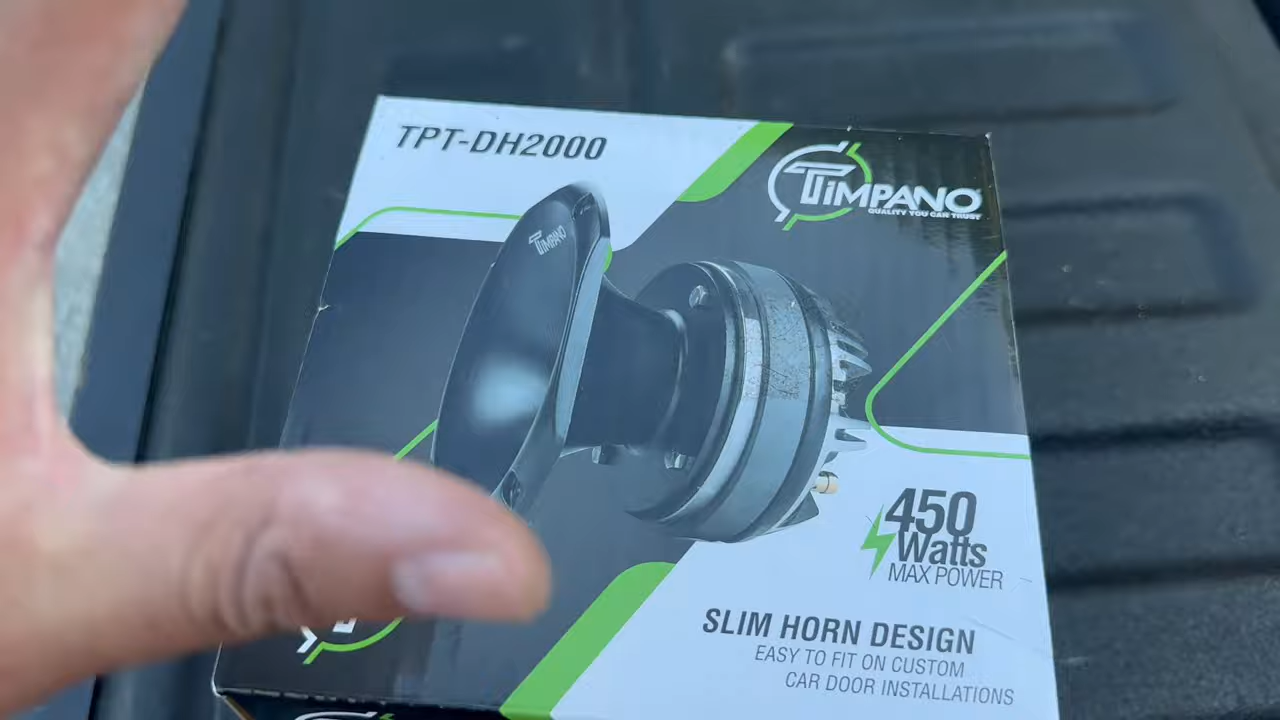 TPT-DH2000
TIMPANO
QUALITY YOU CAN TRUST
TIMPANO
450
Watts
MAX POWER
SLIM HORN DESIGN
EASY TO FIT ON CUSTOM
CAR DOOR INSTALLATIONS